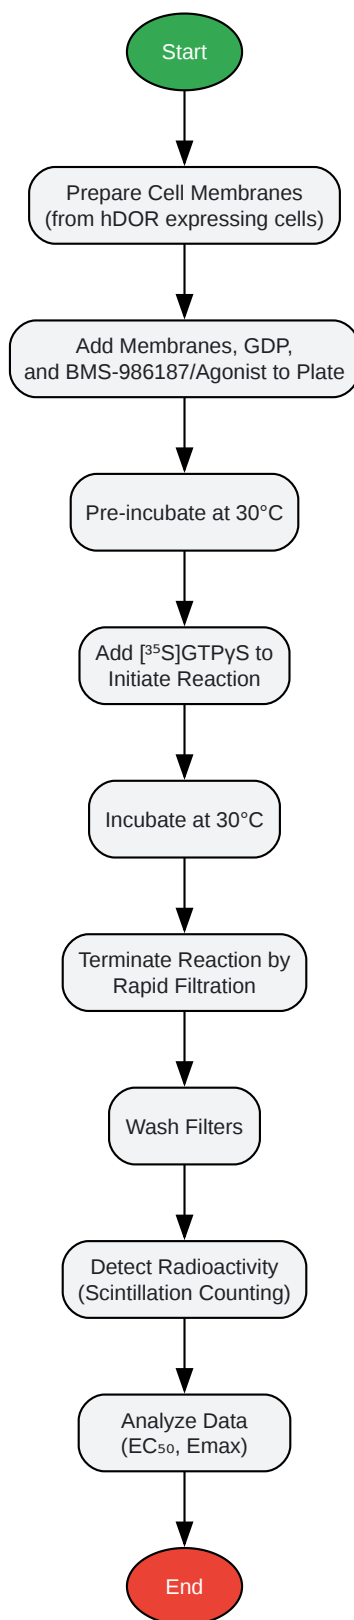 Start
Prepare Cell Membranes
(from hDOR expressing cells)
Add Membranes, GDP,
and BMS-986187/Agonist to Plate
Pre-incubate at 30°C
Add [³⁵S]GTPγS to
Initiate Reaction
Incubate at 30°C
Terminate Reaction by
Rapid Filtration
Wash Filters
Detect Radioactivity
(Scintillation Counting)
Analyze Data
(EC₅₀, Emax)
End